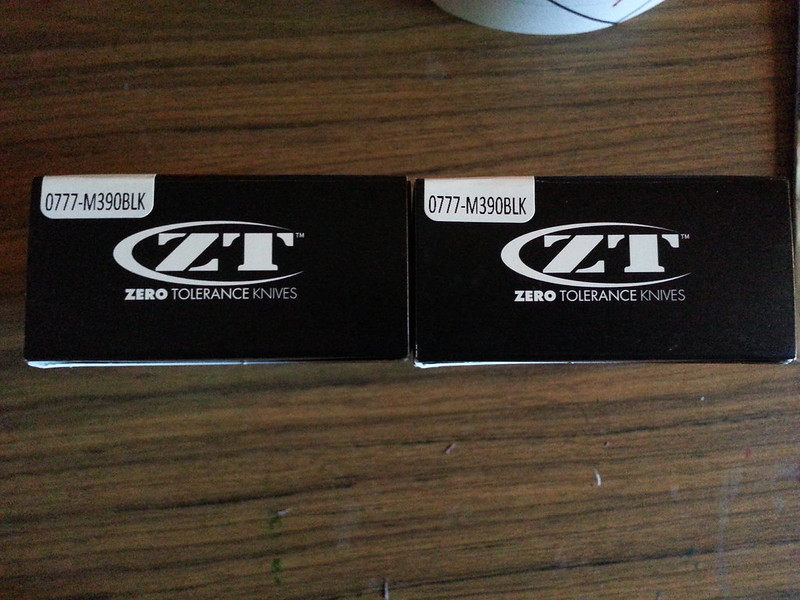 0777-M390BLK
ZT™
ZERO TOLERANCE KNIVES
0777-M390BLK
ZT™
ZERO TOLERANCE KNIVES